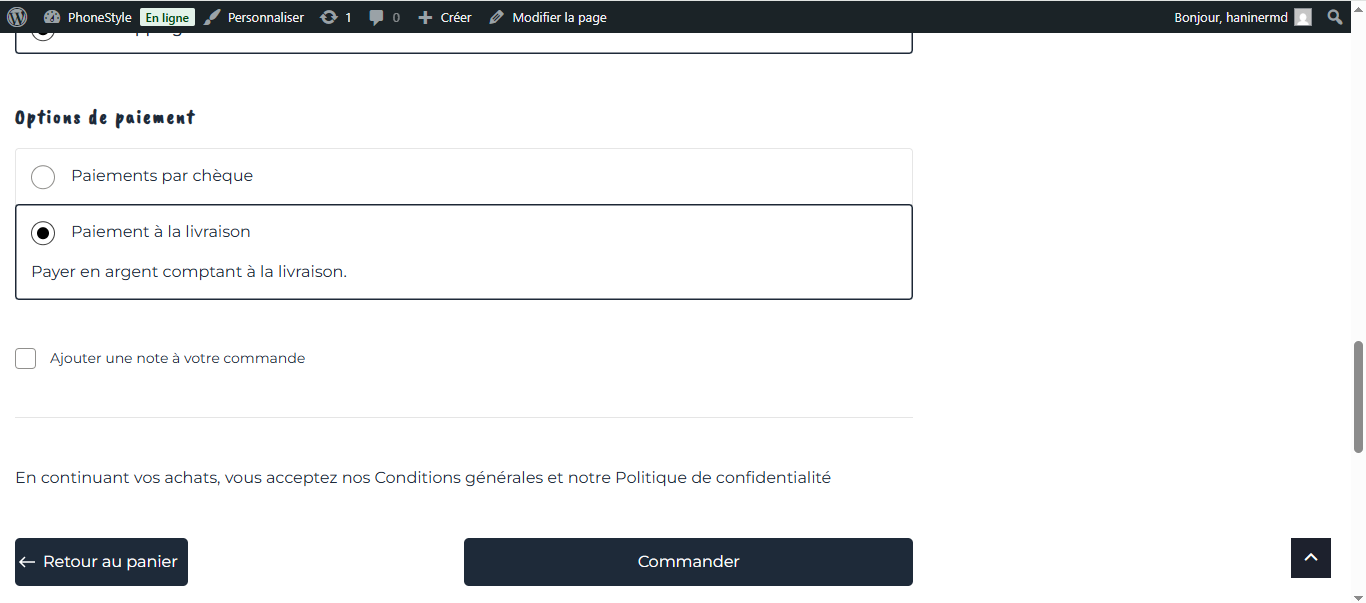 PhoneStyle En ligne Personnaliser 1 0 Créer Modifier la page Bonjour, haninermd
Options de paiement
Paiements par chèque
Paiement à la livraison
Payer en argent comptant à la livraison.
Ajouter une note à votre commande
En continuant vos achats, vous acceptez nos Conditions générales et notre Politique de confidentialité
Retour au panier Commander